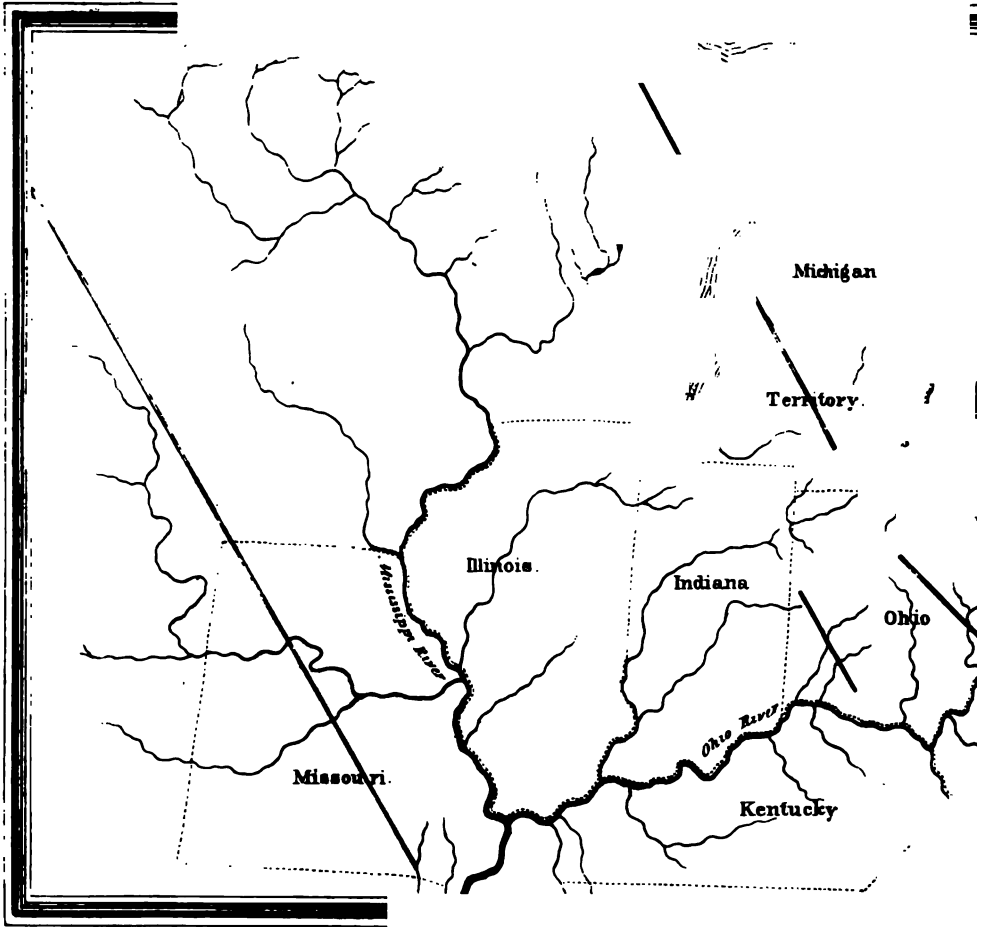 Michigan
Territory.
Illinois.
Mississippi River
Indiana
Ohio
Ohio River
Missouri.
Kentucky